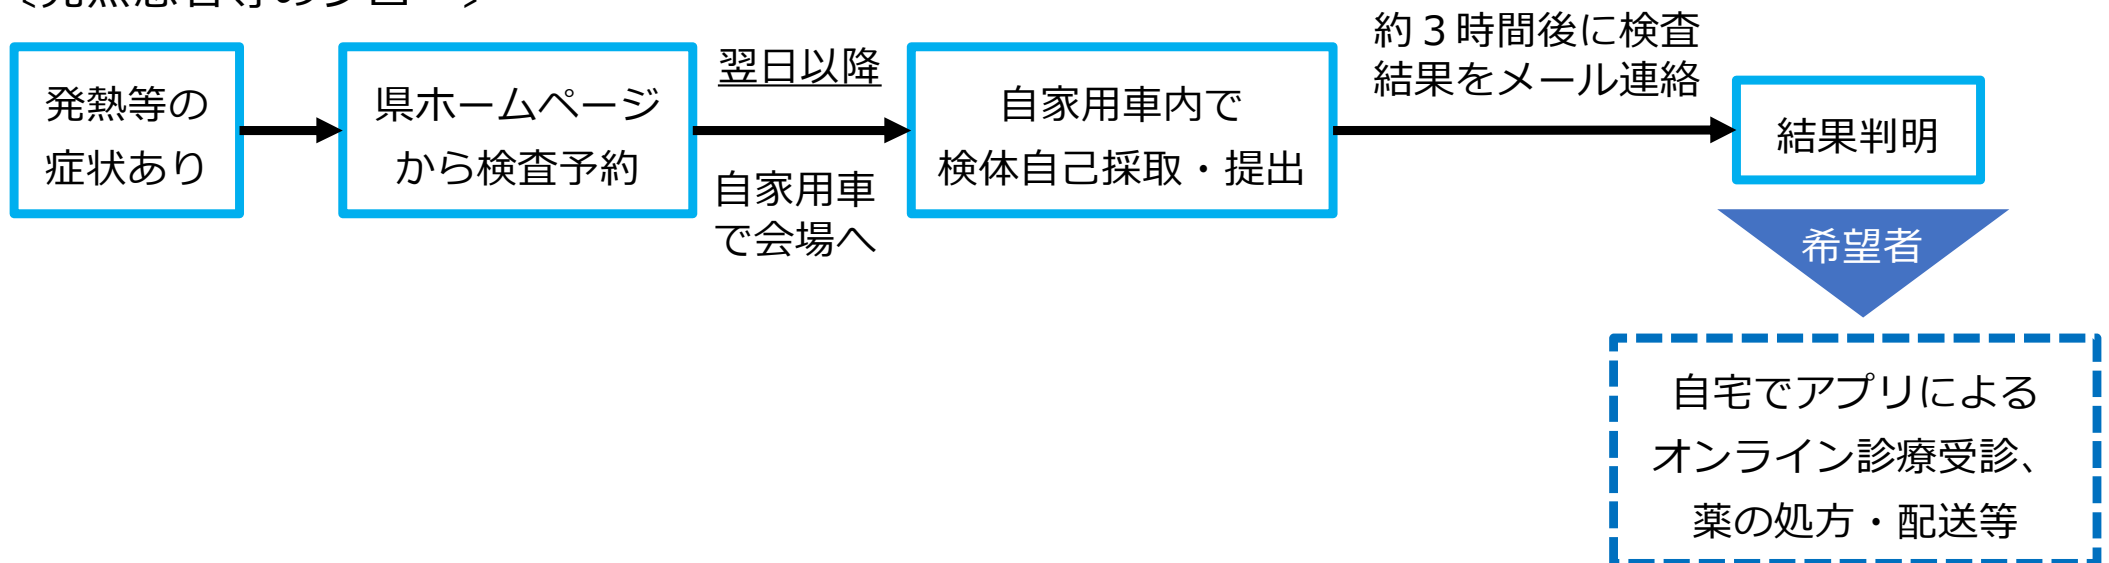 発熱等の
症状あり
県ホームページ
から検査予約
翌日以降
自家用車
で会場へ
自家用車内で
検体自己採取・提出
約３時間後に検査
結果をメール連絡
結果判明
希望者
自宅でアプリによる
オンライン診療受診、
薬の処方・配送等